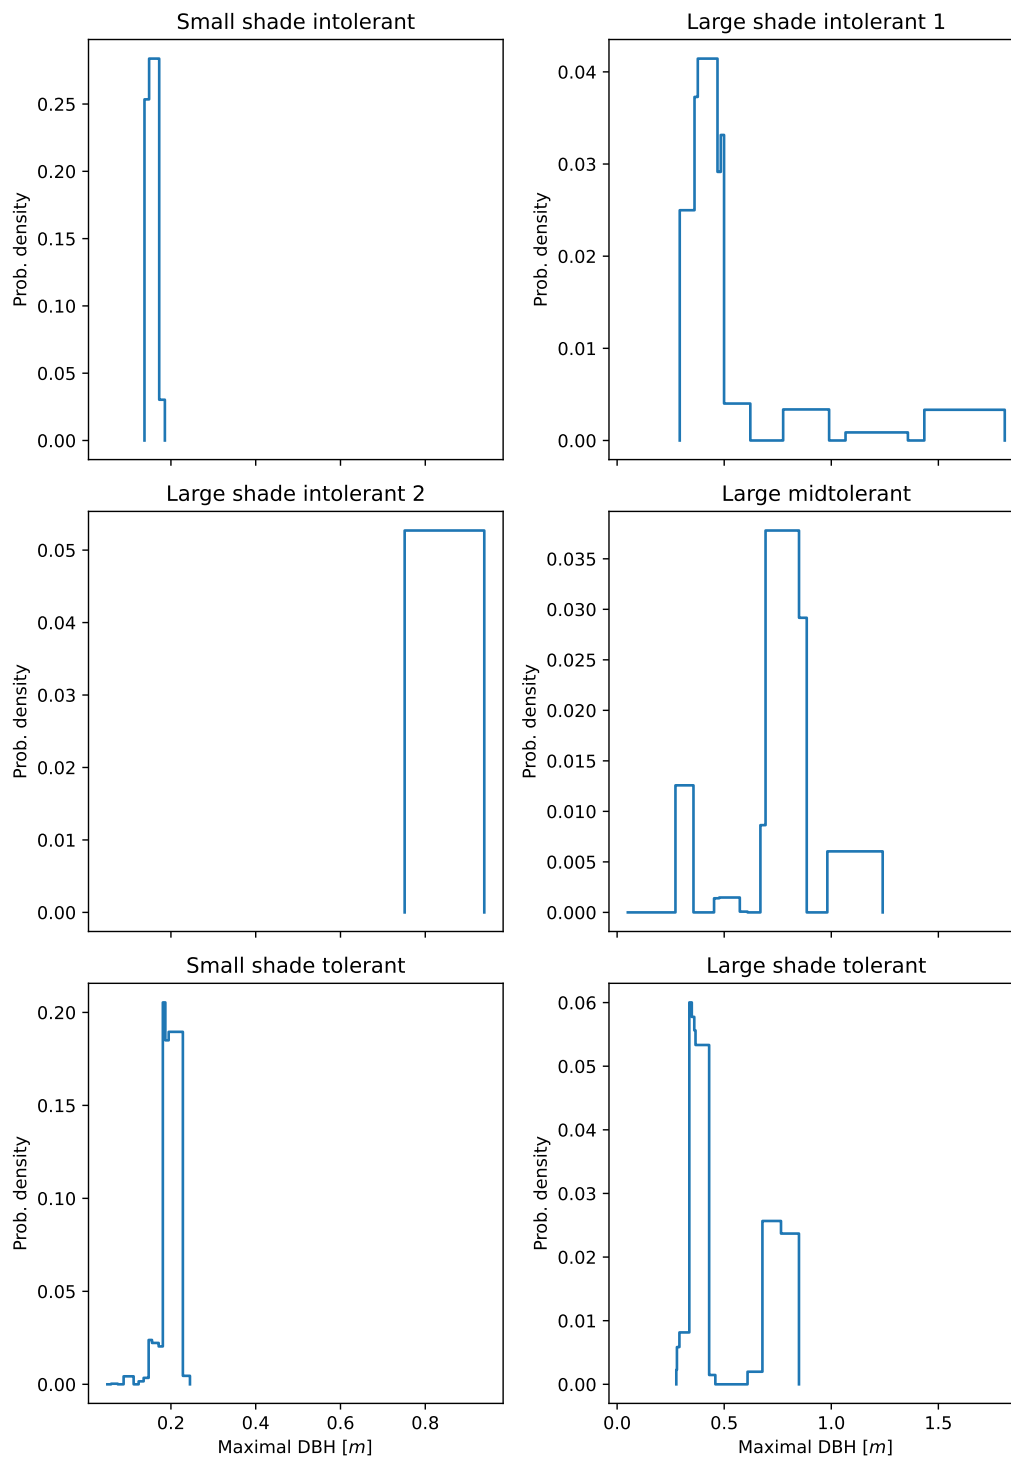 Small shade intolerant
Prob. density
0.25
0.20
0.15
0.10
0.05
0.00
Large shade intolerant 1
Prob. density
0.04
0.03
0.02
0.01
0.00
Large shade intolerant 2
Prob. density
0.05
0.04
0.03
0.02
0.01
0.00
Large midtolerant
Prob. density
0.035
0.030
0.025
0.020
0.015
0.010
0.005
0.000
Small shade tolerant
Prob. density
0.20
0.15
0.10
0.05
0.00
0.2 0.4 0.6 0.8
Maximal DBH [m]
Large shade tolerant
Prob. density
0.06
0.05
0.04
0.03
0.02
0.01
0.00
0.0 0.5 1.0 1.5
Maximal DBH [m]